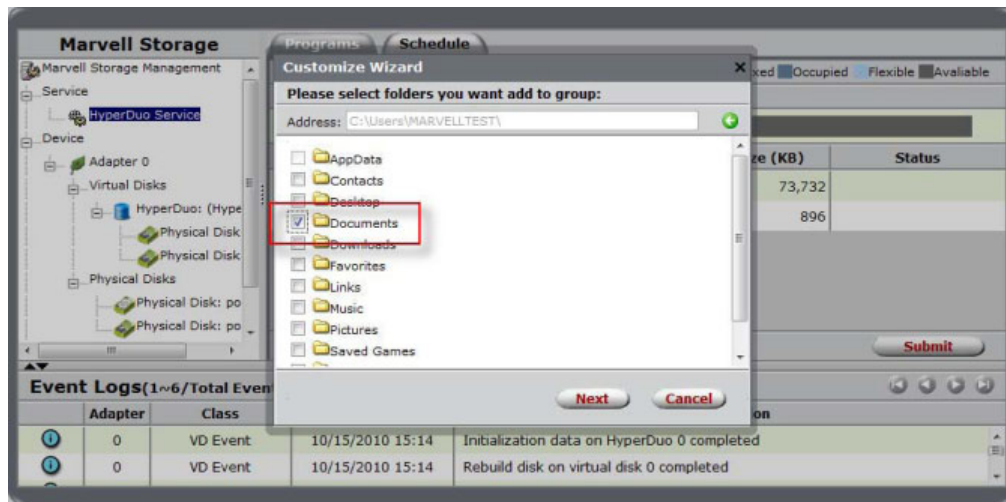 Marvell Storage
Programs
Schedule
Marvell Storage Management
Service
HyperDuo Service
Device
Adapter 0
Virtual Disks
HyperDuo: (Hype
Physical Disk
Physical Disk
Physical Disks
Physical Disk: po
Physical Disk: po
xed Occupied Flexible Avaliable
Customize Wizard
Please select folders you want add to group:
Address: C:\Users\MARVELLTEST\
AppData
Contacts
Desktop
Documents
Downloads
Favorites
Links
Music
Pictures
Saved Games
Next Cancel
ze (KB) Status
73,732
896
Submit
Event Logs(1~6/Total Even
Adapter Class on
0 VD Event 10/15/2010 15:14 Initialization data on HyperDuo 0 completed
0 VD Event 10/15/2010 15:14 Rebuild disk on virtual disk 0 completed